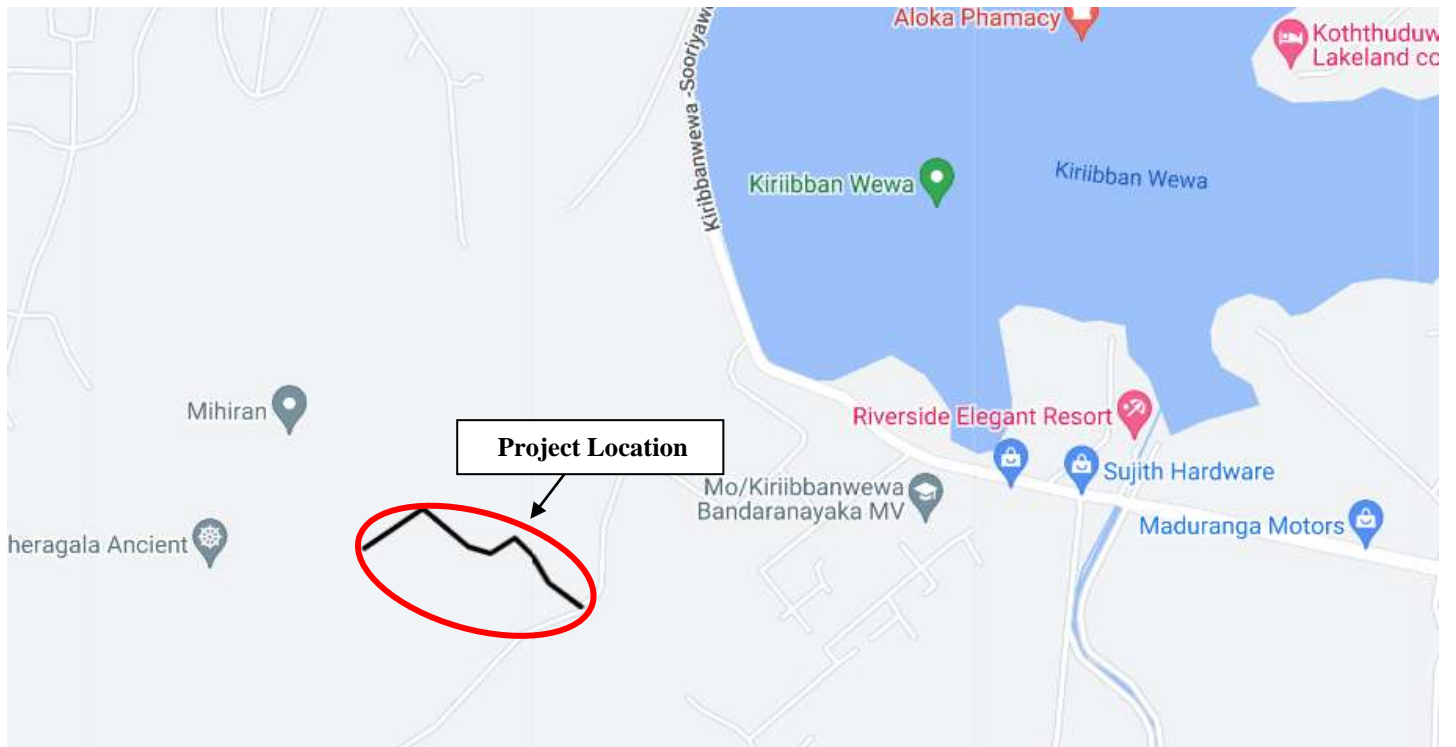 Aloka Phamacy
Koththuduw
Lakeland co
Kiribbanwewa -Sooriyaw
Kiriibban Wewa
Kiriibban Wewa
Mihiran
Riverside Elegant Resort
Project Location
Sujith Hardware
Mo/Kiriibbanwewa
Bandaranayaka MV
Maduranga Motors
heragala Ancient